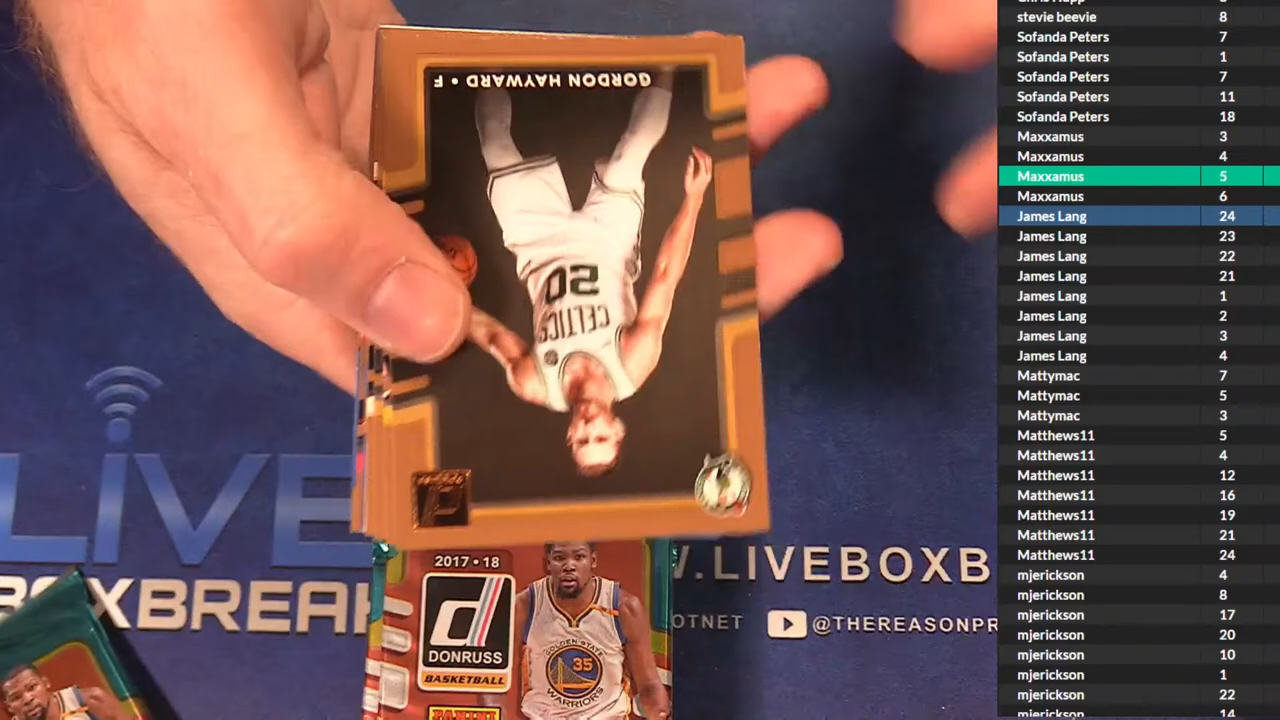 GORDON HAYWARD • F
CELTICS
20
LIVE
BOXBREA
W.LIVEBOXB
OTNET
@THEREASONPR
2017 • 18
DONRUSS
BASKETBALL
PANINI
GOLDEN STATE
35
WARRIORS
stevie beevie 8
Sofanda Peters 7
Sofanda Peters 1
Sofanda Peters 7
Sofanda Peters 11
Sofanda Peters 18
Maxxamus 3
Maxxamus 4
Maxxamus 5
Maxxamus 6
James Lang 24
James Lang 23
James Lang 22
James Lang 21
James Lang 1
James Lang 2
James Lang 3
James Lang 4
Mattymac 7
Mattymac 5
Mattymac 3
Matthews11 5
Matthews11 4
Matthews11 12
Matthews11 16
Matthews11 19
Matthews11 21
Matthews11 24
mjerickson 4
mjerickson 8
mjerickson 17
mjerickson 20
mjerickson 10
mjerickson 1
mjerickson 22
mjerickson 14